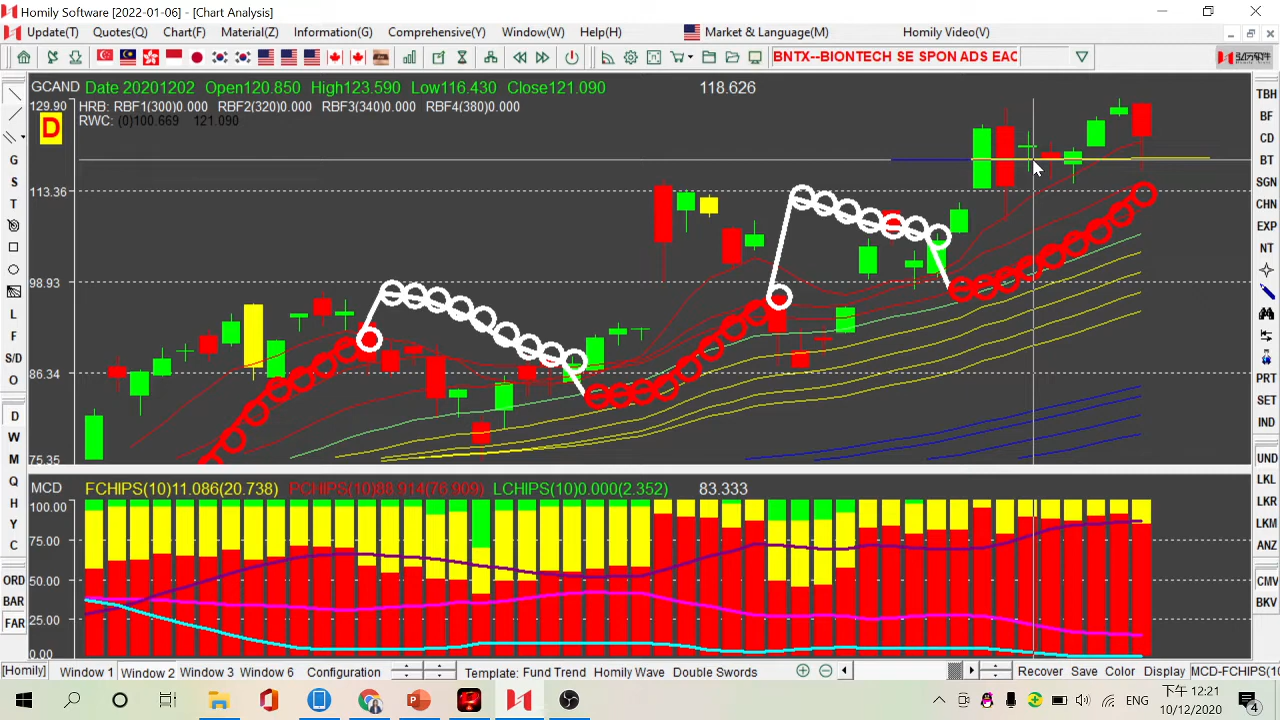 Homily Software [2022-01-06] - [Chart Analysis]
Update(T) Quotes(Q) Chart(F) Material(Z) Information(G) Comprehensive(Y) Window(W) Help(H) Market & Language(M) Homily Video(V)
BNTX--BIONTECH SE SPON ADS EAC
GCAND Date 20201202 Open120.850 High123.590 Low116.430 Close121.090 118.626
129.90 HRB: RBF1(300)0.000 RBF2(320)0.000 RBF3(340)0.000 RBF4(380)0.000
D RWC: (0)100.669 121.090
113.36
98.93
86.34
75.35
MCD FCHIPS(10)11.086(20.738) PCHIPS(10)88.914(76.909) LCHIPS(10)0.000(2.352) 83.333
100.00
75.00
50.00
25.00
0.00
G
S
T
L
F
S/D
O
D
W
M
Q
H
Y
C
ORD
BAR
FAR
TBH
BF
CD
BT
SGN
CHN
EXP
NT
PRT
SET
IND
UND
LKL
LKR
LKM
ANZ
CMV
BKV
[Homily] Window 1 Window 2 Window 3 Window 6 Configuration Template: Fund Trend Homily Wave Double Swords Recover Save Color Display MCD-FCHIPS(10
ENG 下午 12:21
10/12/2020
4